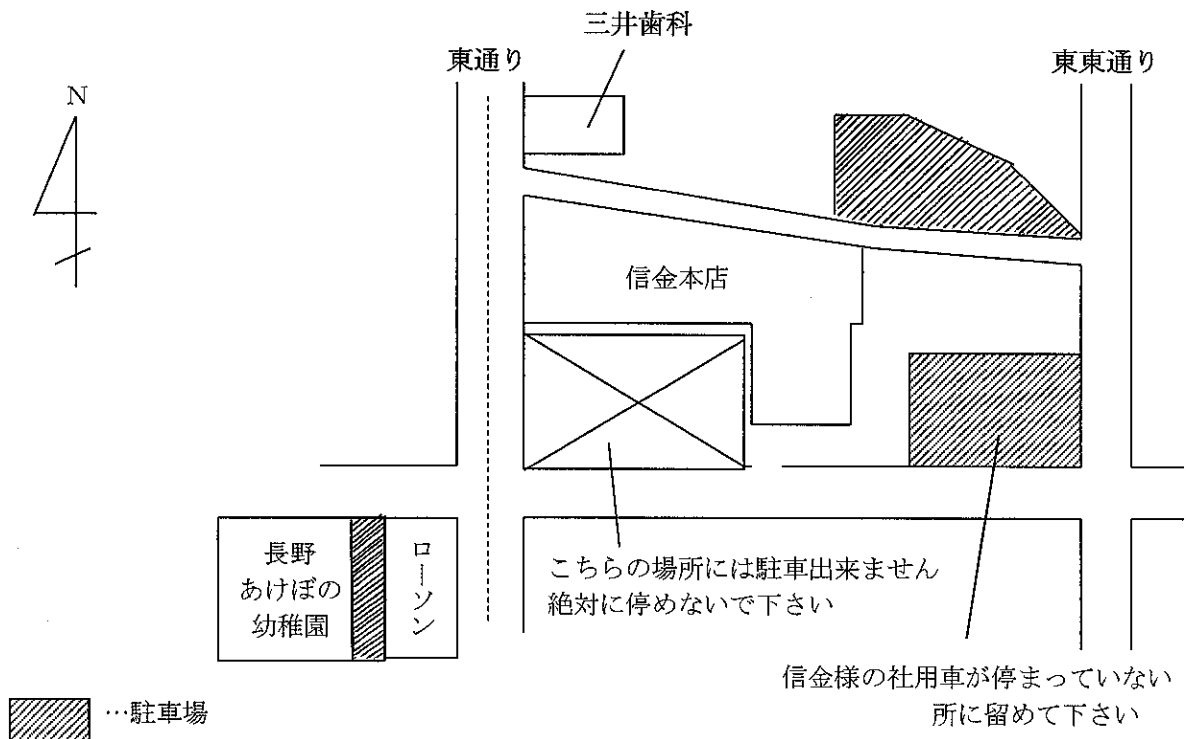 三井歯科
東通り
東東通り
N
信金本店
長野
あけぼの
幼稚園
ローソン
こちらの場所には駐車出来ません
絶対に停めないで下さい
信金様の社用車が停まっていない
所に留めて下さい
…駐車場